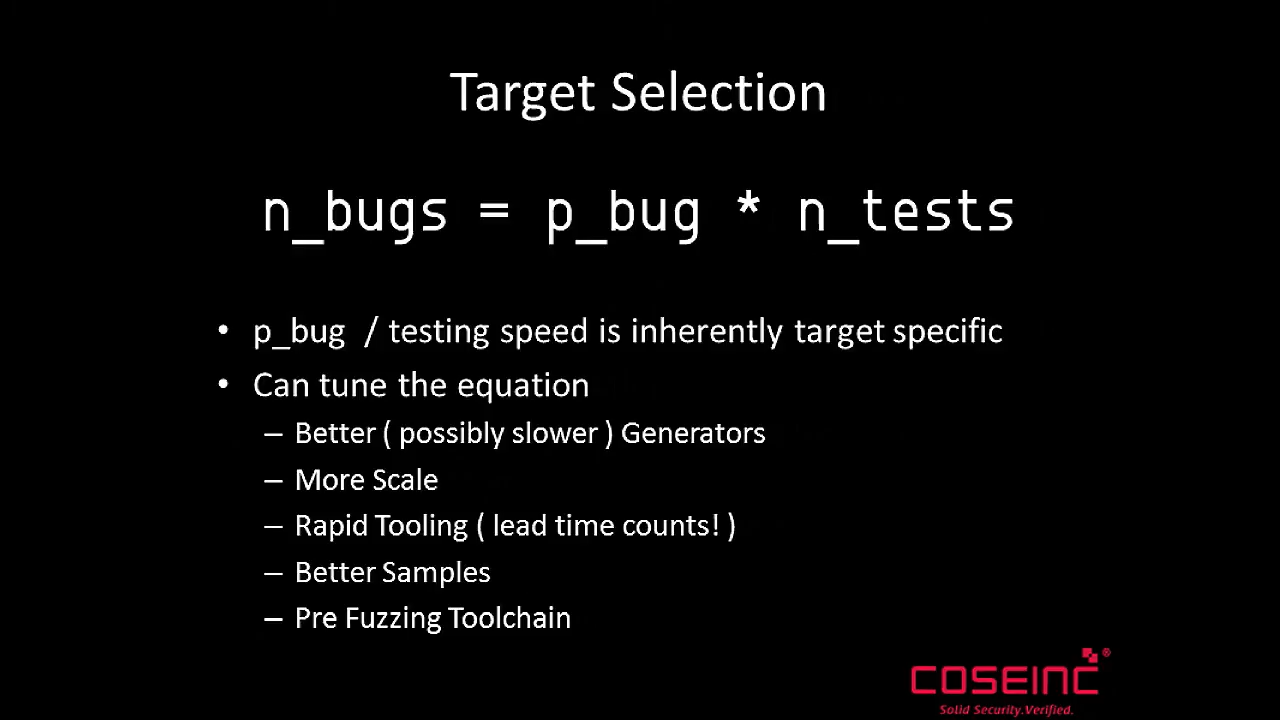 Target Selection
n_bugs = p_bug * n_tests
• p_bug / testing speed is inherently target specific
• Can tune the equation
– Better ( possibly slower ) Generators
– More Scale
– Rapid Tooling ( lead time counts! )
– Better Samples
– Pre Fuzzing Toolchain
COSEINC®
Solid Security.Verified.